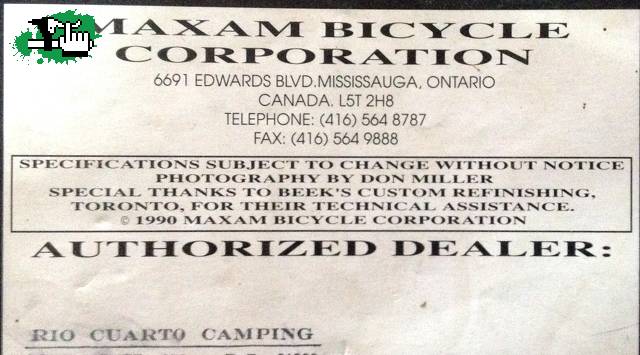 MAXAM BICYCLE
CORPORATION
6691 EDWARDS BLVD.MISSISSAUGA, ONTARIO
CANADA. L5T 2H8
TELEPHONE: (416) 564 8787
FAX: (416) 564 9888
SPECIFICATIONS SUBJECT TO CHANGE WITHOUT NOTICE
PHOTOGRAPHY BY DON MILLER
SPECIAL THANKS TO BEEK'S CUSTOM REFINISHING,
TORONTO, FOR THEIR TECHNICAL ASSISTANCE.
© 1990 MAXAM BICYCLE CORPORATION
AUTHORIZED DEALER:
RIO CUARTO CAMPING